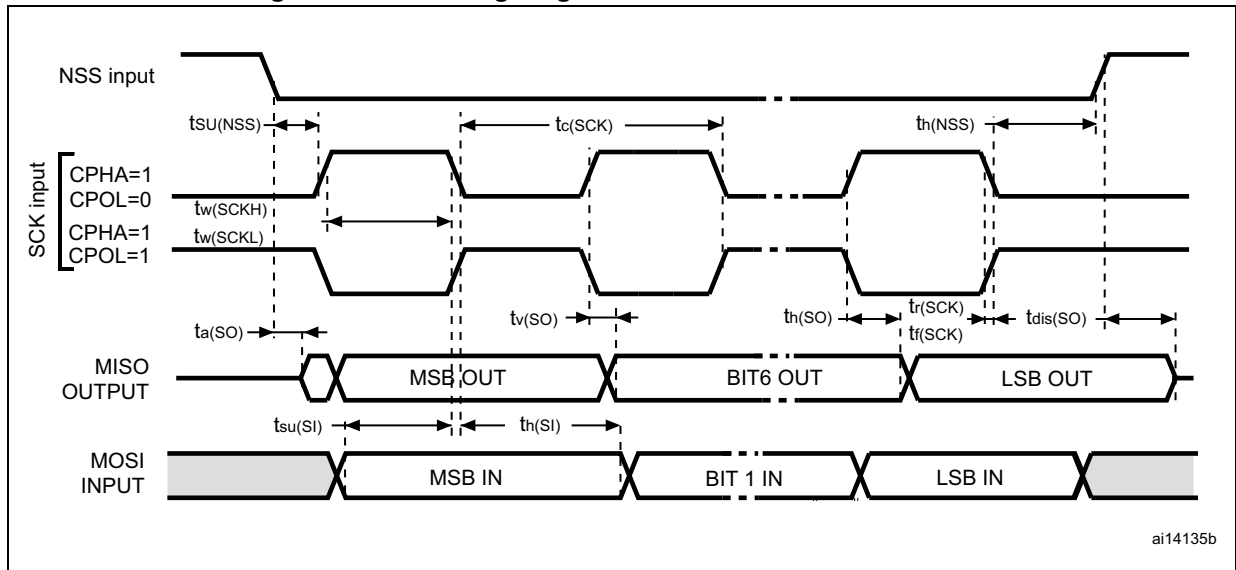 NSS input
tSU(NSS)
tc(SCK)
th(NSS)
SCK input
CPHA=1
CPOL=0
tw(SCKH)
CPHA=1
tw(SCKL)
CPOL=1
ta(SO)
tv(SO)
th(SO)
tr(SCK)
tf(SCK)
tdis(SO)
MISO
OUTPUT
MSB OUT
BIT6 OUT
LSB OUT
tsu(SI)
th(SI)
MOSI
INPUT
MSB IN
BIT 1 IN
LSB IN
ai14135b